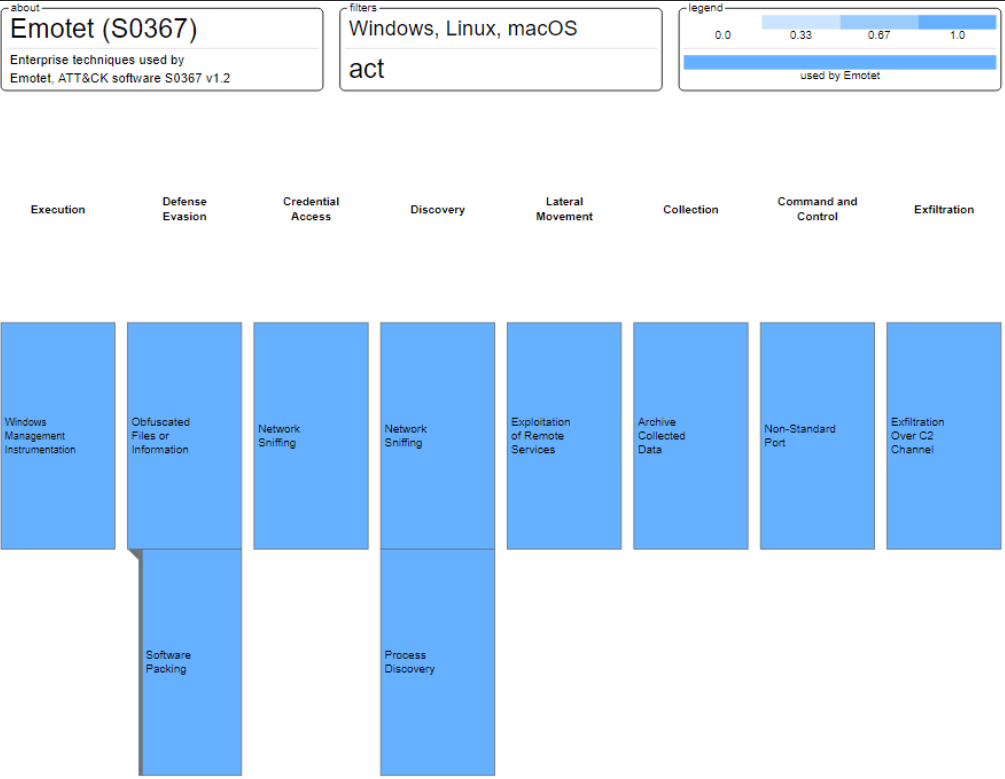 about
Emotet (S0367)
Enterprise techniques used by
Emotet, ATT&CK software S0367 v1.2
filters
Windows, Linux, macOS
act
legend
0.0 0.33 0.67 1.0
used by Emotet
Execution
Defense
Evasion
Credential
Access
Discovery
Lateral
Movement
Collection
Command and
Control
Exfiltration
Windows
Management
Instrumentation
Obfuscated
Files or
Information
Network
Sniffing
Network
Sniffing
Exploitation
of Remote
Services
Archive
Collected
Data
Non-Standard
Port
Exfiltration
Over C2
Channel
Software
Packing
Process
Discovery